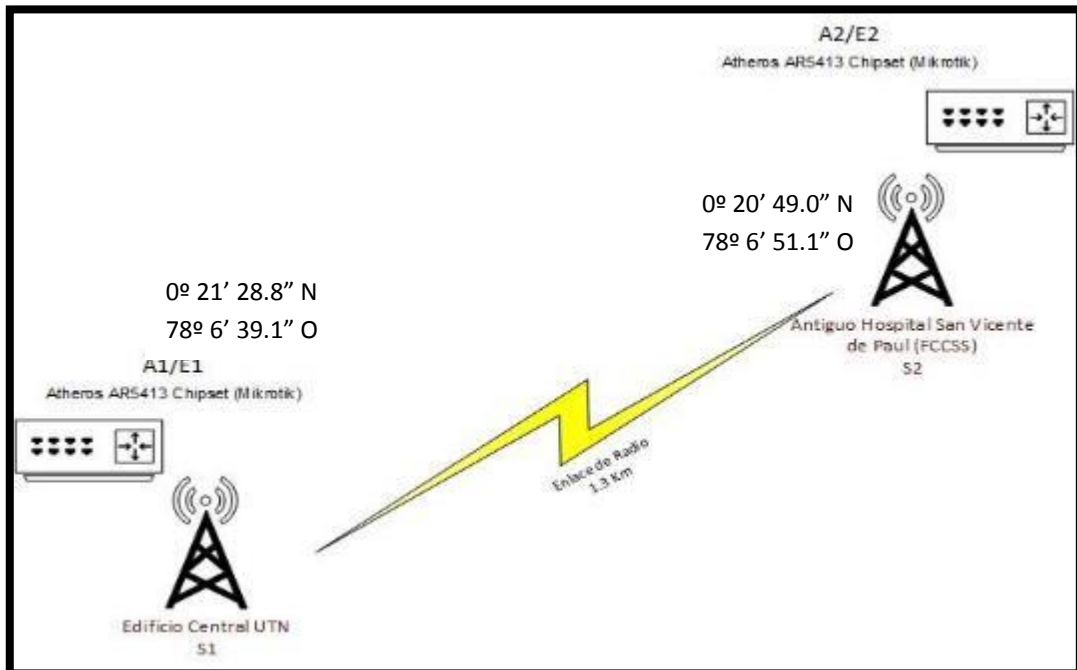 A2/E2
Atheros AR5413 Chipset (Mikrotik)
0º 20’ 49.0” N
78º 6’ 51.1” O
Antiguo Hospital San Vicente
de Paul (FCCSS)
S2
0º 21’ 28.8” N
78º 6’ 39.1” O
A1/E1
Atheros AR5413 Chipset (Mikrotik)
Enlace de Radio
1.3 Km
Edificio Central UTN
S1